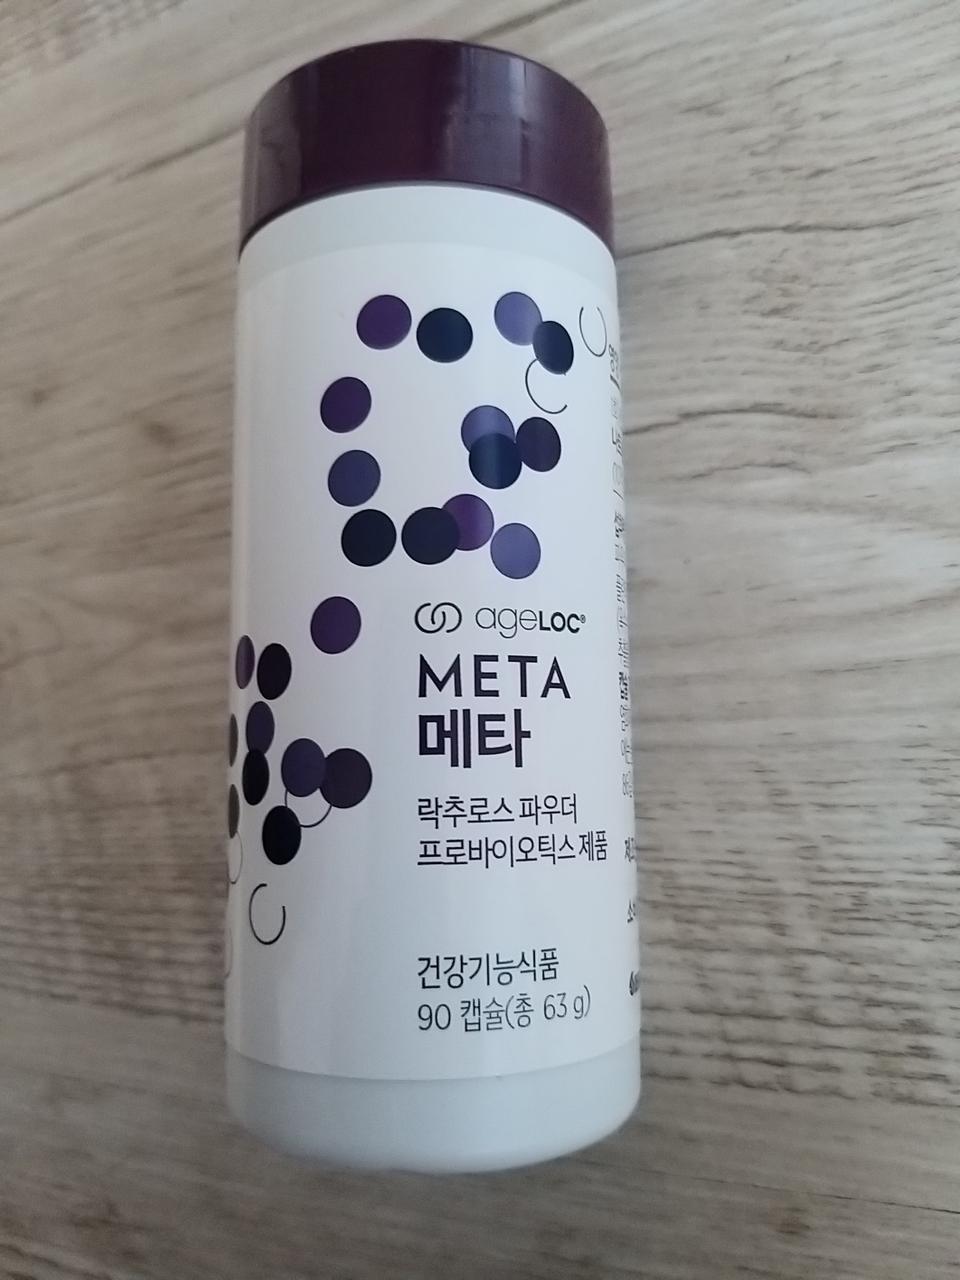 ageLOC®
META
메타
락추로스 파우더
프로바이오틱스 제품
건강기능식품
90 캡슐(총 63 g)